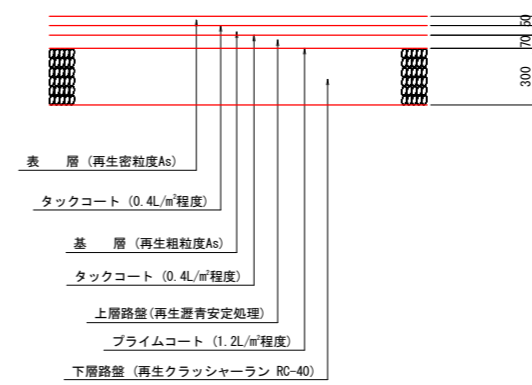 50
70
300
表　層 (再生密粒度As)
タックコート (0.4L/㎡程度)
基　層 (再生粗粒度As)
タックコート (0.4L/㎡程度)
上層路盤(再生瀝青安定処理)
プライムコート (1.2L/㎡程度)
下層路盤 (再生クラッシャーラン RC-40)